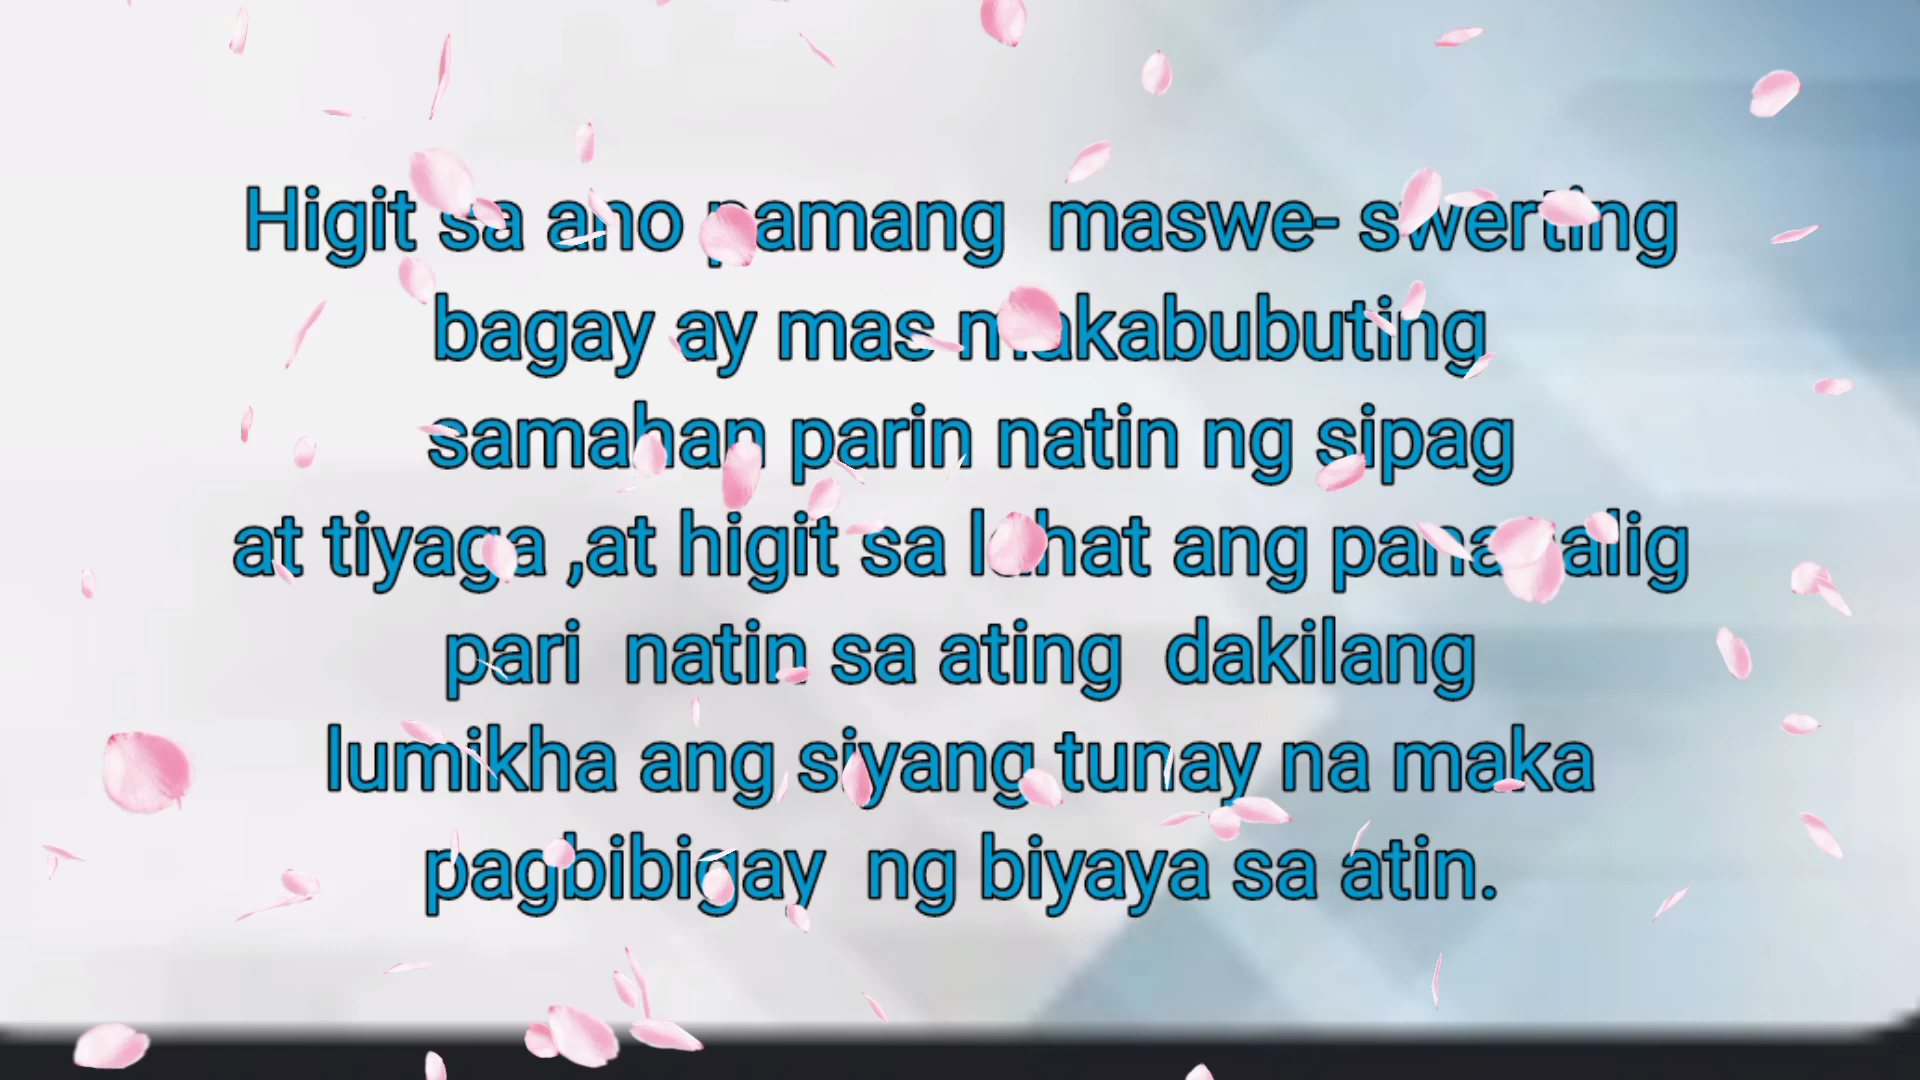 Higit sa ano pamang maswe- swerting
bagay ay mas makabubuting
samahan parin natin ng sipag
at tiyaga ,at higit sa lahat ang
pari natin sa ating dakilang
lumikha ang siyang tunay na maka
pagbibigay ng biyaya sa atin.